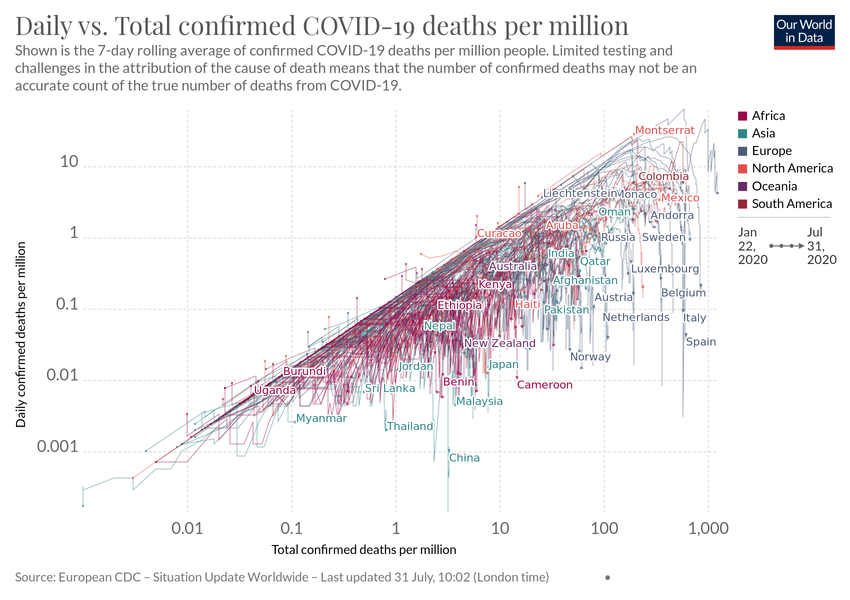 Daily vs. Total confirmed COVID-19 deaths per million
Our World
in Data
Shown is the 7-day rolling average of confirmed COVID-19 deaths per million people. Limited testing and
challenges in the attribution of the cause of death means that the number of confirmed deaths may not be an
accurate count of the true number of deaths from COVID-19.
Daily confirmed deaths per million
10
1
0.1
0.01
0.001
Montserrat
Colombia
Liechtenstein
Monaco
Mexico
Oman
Andorra
Curacao
Aruba
Russia
Sweden
India
Qatar
Australia
Luxembourg
Kenya
Afghanistan
Belgium
Austria
Ethiopia
Haiti
Pakistan
Netherlands
Italy
Nepal
New Zealand
Spain
Norway
Jordan
Japan
Burundi
Benin
Cameroon
Uganda
Sri Lanka
Malaysia
Myanmar
Thailand
China
0.01
0.1
1
10
100
1,000
Total confirmed deaths per million
Africa
Asia
Europe
North America
Oceania
South America
Jan
22,
2020
Jul
31,
2020
Source: European CDC – Situation Update Worldwide – Last updated 31 July, 10:02 (London time)